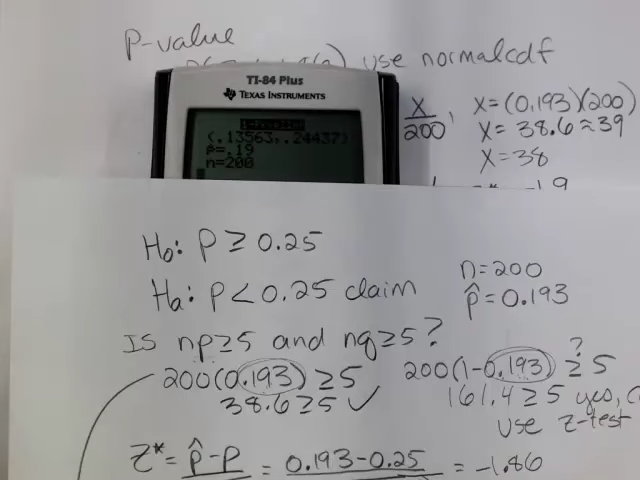 P-value
use normalcdf
TI-84 Plus
TEXAS INSTRUMENTS
(.13563,.24437)
p̂=.19
n=200
X/200, X=(0.193)(200)
X=38.6≈39
X=38
H₀: P ≥ 0.25
Hₐ: P < 0.25 claim
n=200
p̂=0.193
Is np≥5 and nq≥5?
200(0.193) ≥5
38.6≥5 ✓
200(1-0.193) ≥? 5
161.4≥5 yes,
use z-test
Z* = p̂-p = 0.193-0.25 = -1.86